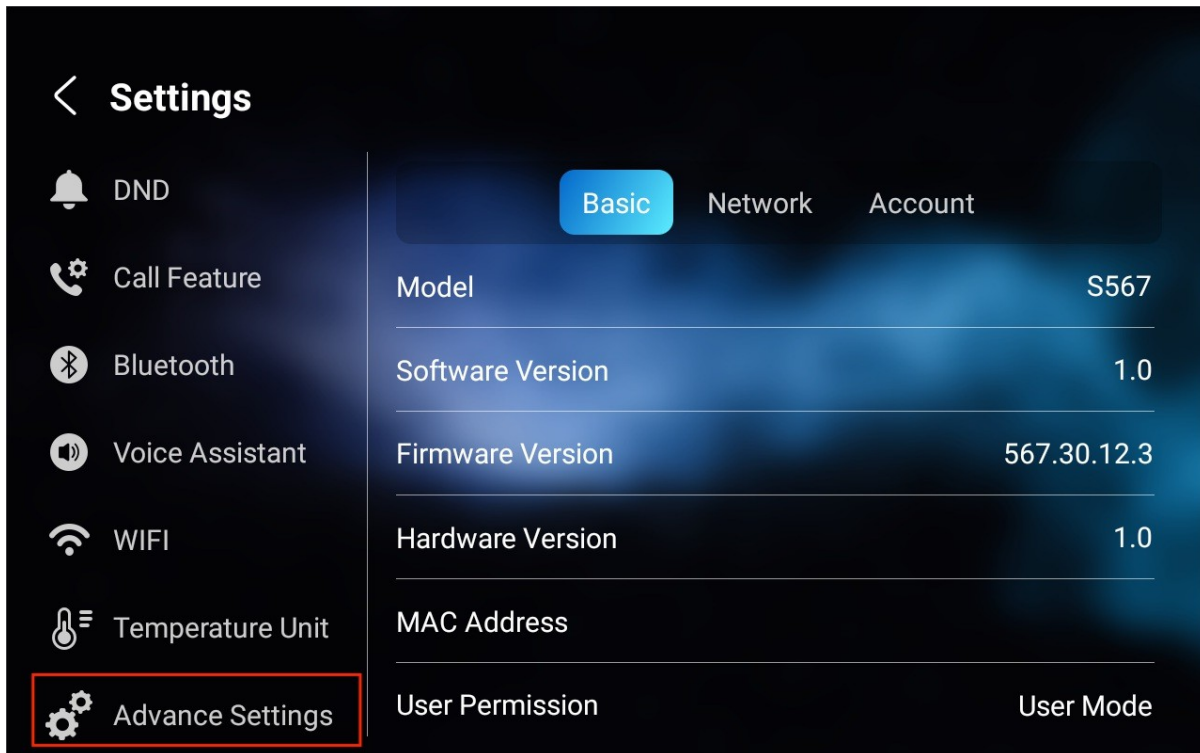 Settings
DND
Call Feature
Bluetooth
Voice Assistant
WIFI
Temperature Unit
Advance Settings
Basic Network Account
Model S567
Software Version 1.0
Firmware Version 567.30.12.3
Hardware Version 1.0
MAC Address
User Permission User Mode